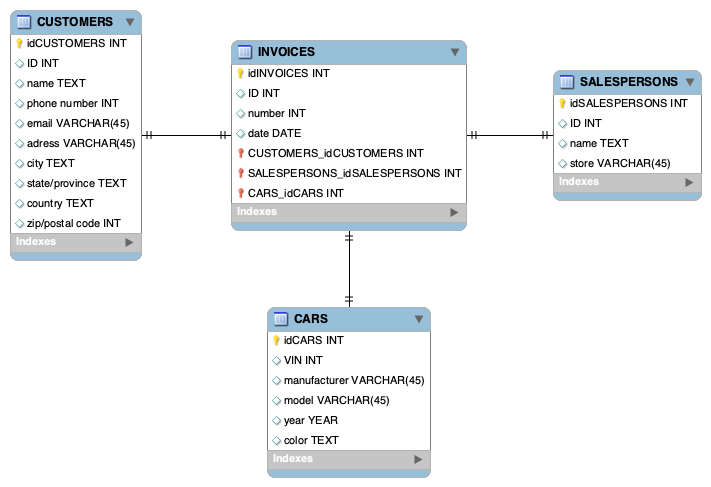 CUSTOMERS
idCUSTOMERS INT
ID INT
name TEXT
phone number INT
email VARCHAR(45)
adress VARCHAR(45)
city TEXT
state/province TEXT
country TEXT
zip/postal code INT
Indexes
INVOICES
idINVOICES INT
ID INT
number INT
date DATE
CUSTOMERS_idCUSTOMERS INT
SALESPERSONS_idSALESPERSONS INT
CARS_idCARS INT
Indexes
SALESPERSONS
idSALESPERSONS INT
ID INT
name TEXT
store VARCHAR(45)
Indexes
CARS
idCARS INT
VIN INT
manufacturer VARCHAR(45)
model VARCHAR(45)
year YEAR
color TEXT
Indexes